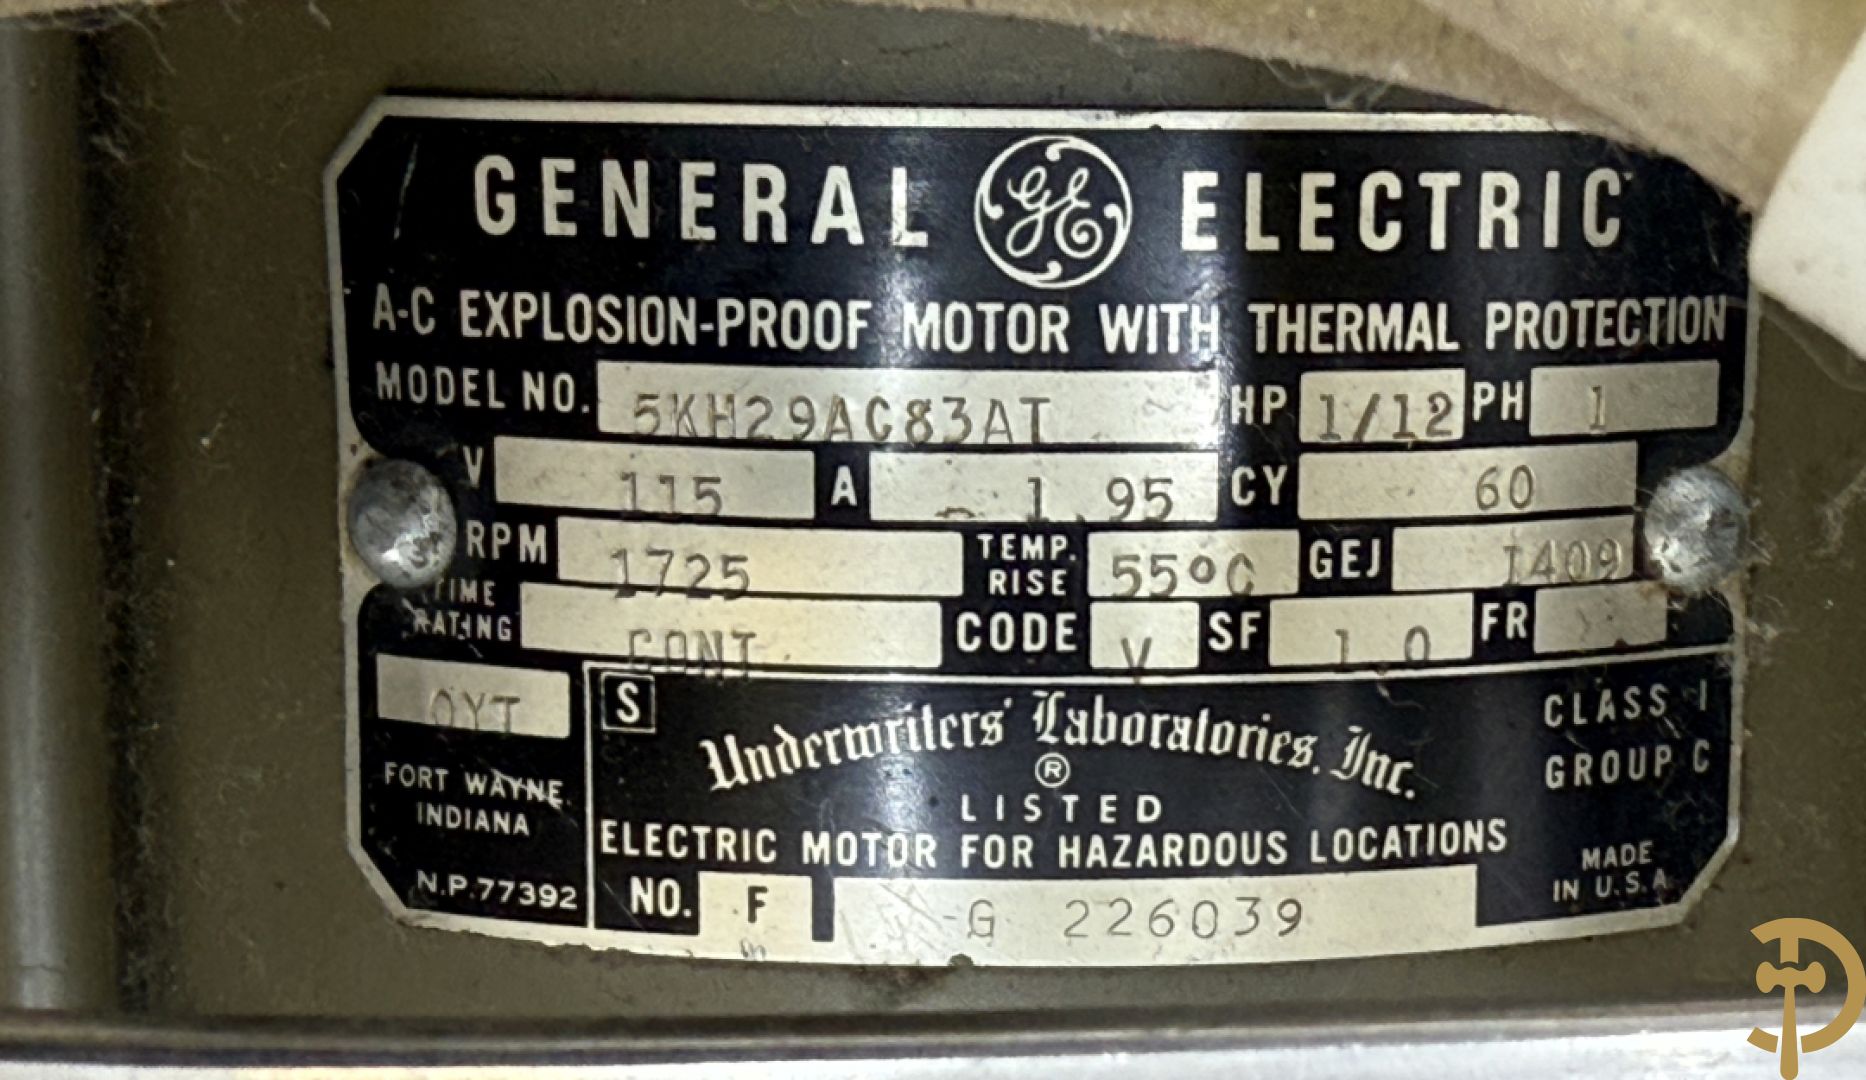 GENERAL GE ELECTRIC
A-C EXPLOSION-PROOF MOTOR WITH THERMAL PROTECTION
MODEL NO. 5KH29AC83AT HP 1/12 PH 1
V 115 A 1.95 CY 60
RPM 1725 TEMP. RISE 55°C GEJ 1409
TIME RATING CONT CODE V SF 1.0 FR
OYT
S
Underwriters' Laboratories, Inc.
®
LISTED
CLASS I
GROUP C
FORT WAYNE
INDIANA
ELECTRIC MOTOR FOR HAZARDOUS LOCATIONS
MADE
IN U.S.A
N.P.77392
NO. F G 226039